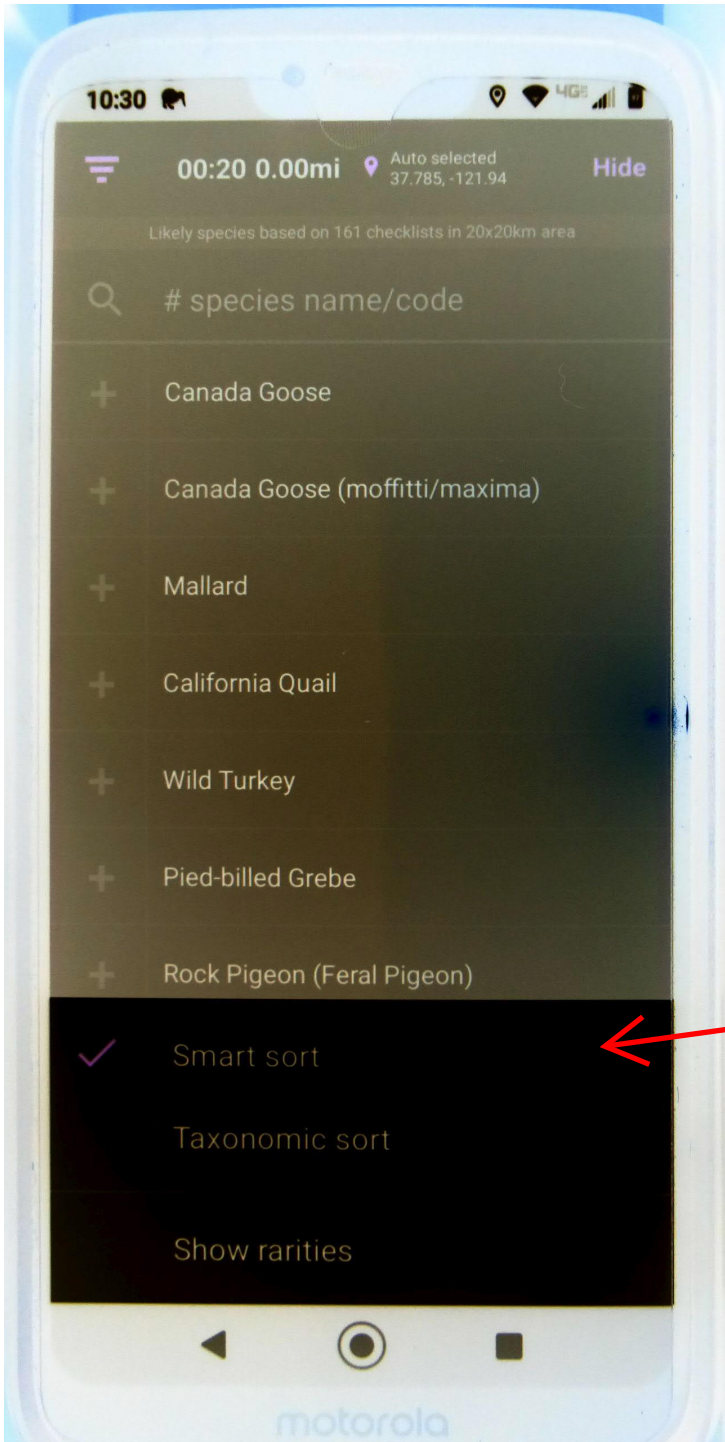 10:30
4GE
00:20 0.00mi
Auto selected
37.785, -121.94
Hide
Likely species based on 161 checklists in 20x20km area
# species name/code
Canada Goose
Canada Goose (moffitti/maxima)
Mallard
California Quail
Wild Turkey
Pied-billed Grebe
Rock Pigeon (Feral Pigeon)
Smart sort
Taxonomic sort
Show rarities
motorola